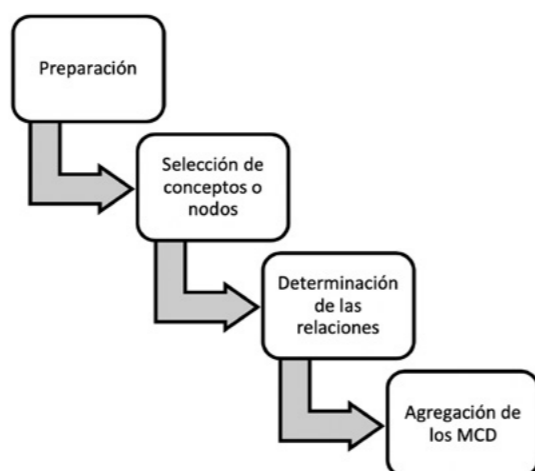 Preparación
Selección de
conceptos o
nodos
Determinación
de las
relaciones
Agregación de
los MCD